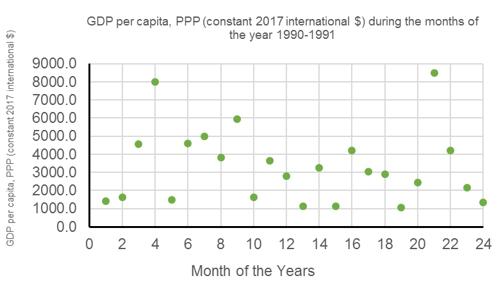 GDP per capita, PPP (constant 2017 international $) during the months of
the year 1990-1991
GDP per capita, PPP (constant 2017 international $)
9000.0
8000.0
7000.0
6000.0
5000.0
4000.0
3000.0
2000.0
1000.0
0.0
0 2 4 6 8 10 12 14 16 18 20 22 24
Month of the Years